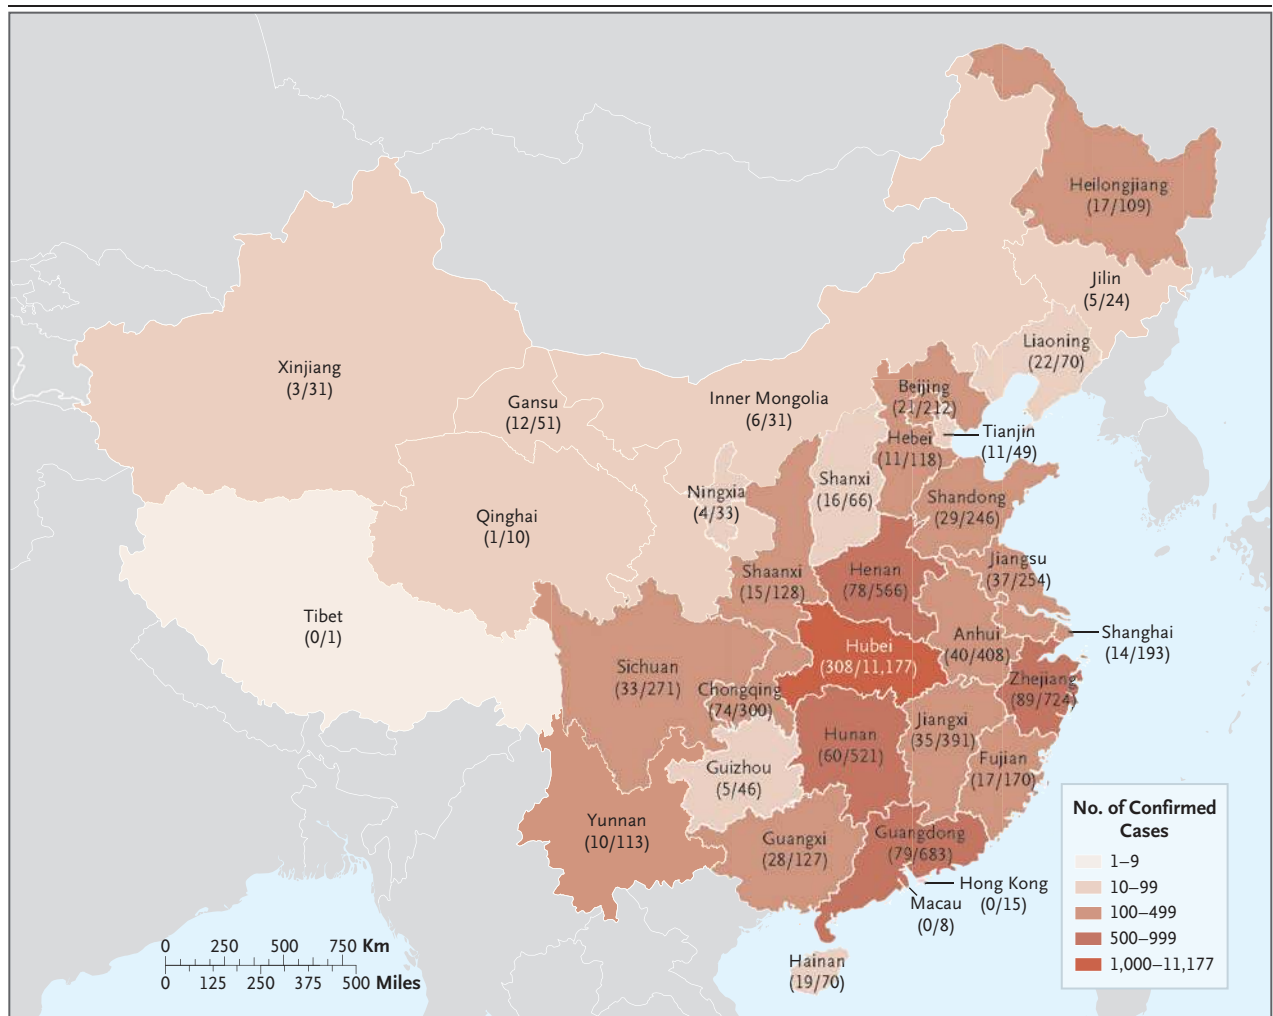 Heilongjiang
(17/109)
Jilin
(5/24)
Liaoning
(22/70)
Xinjiang
(3/31)
Gansu
(12/51)
Inner Mongolia
(6/31)
Beijing
(21/212)
Tianjin
(11/49)
Hebei
(11/118)
Shanxi
(16/66)
Ningxia
(4/33)
Shandong
(29/246)
Qinghai
(1/10)
Shaanxi
(15/128)
Henan
(78/566)
Jiangsu
(37/254)
Tibet
(0/1)
Sichuan
(33/271)
Chongqing
(74/300)
Hubei
(308/11,177)
Anhui
(40/408)
Shanghai
(14/193)
Zhejiang
(89/724)
Hunan
(60/521)
Jiangxi
(35/391)
Fujian
(17/170)
Guizhou
(5/46)
Yunnan
(10/113)
Guangxi
(28/127)
Guangdong
(79/683)
Hong Kong
(0/15)
Macau
(0/8)
Hainan
(19/70)
No. of Confirmed
Cases
1–9
10–99
100–499
500–999
1,000–11,177
0 250 500 750 Km
0 125 250 375 500 Miles